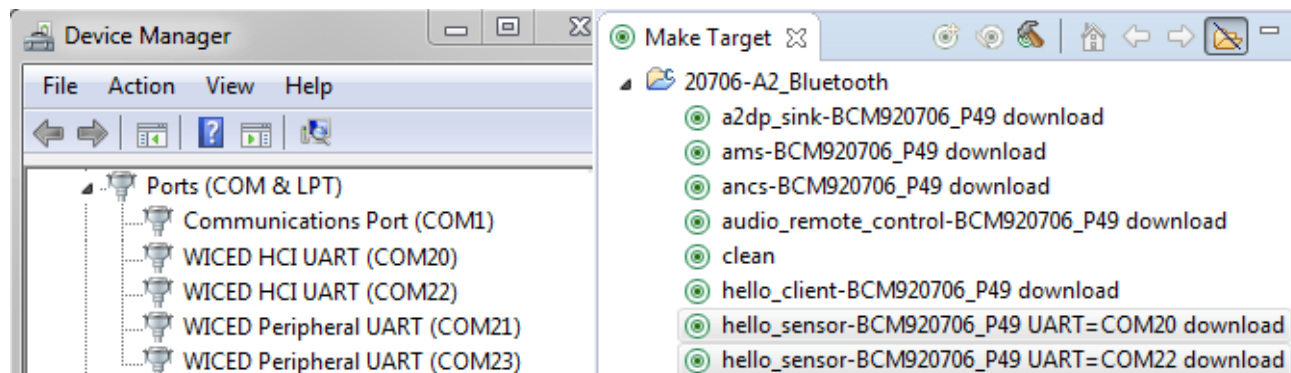 Device Manager
File Action View Help
Ports (COM & LPT)
Communications Port (COM1)
WICED HCI UART (COM20)
WICED HCI UART (COM22)
WICED Peripheral UART (COM21)
WICED Peripheral UART (COM23)
Make Target
20706-A2_Bluetooth
a2dp_sink-BCM920706_P49 download
ams-BCM920706_P49 download
ancs-BCM920706_P49 download
audio_remote_control-BCM920706_P49 download
clean
hello_client-BCM920706_P49 download
hello_sensor-BCM920706_P49 UART=COM20 download
hello_sensor-BCM920706_P49 UART=COM22 download